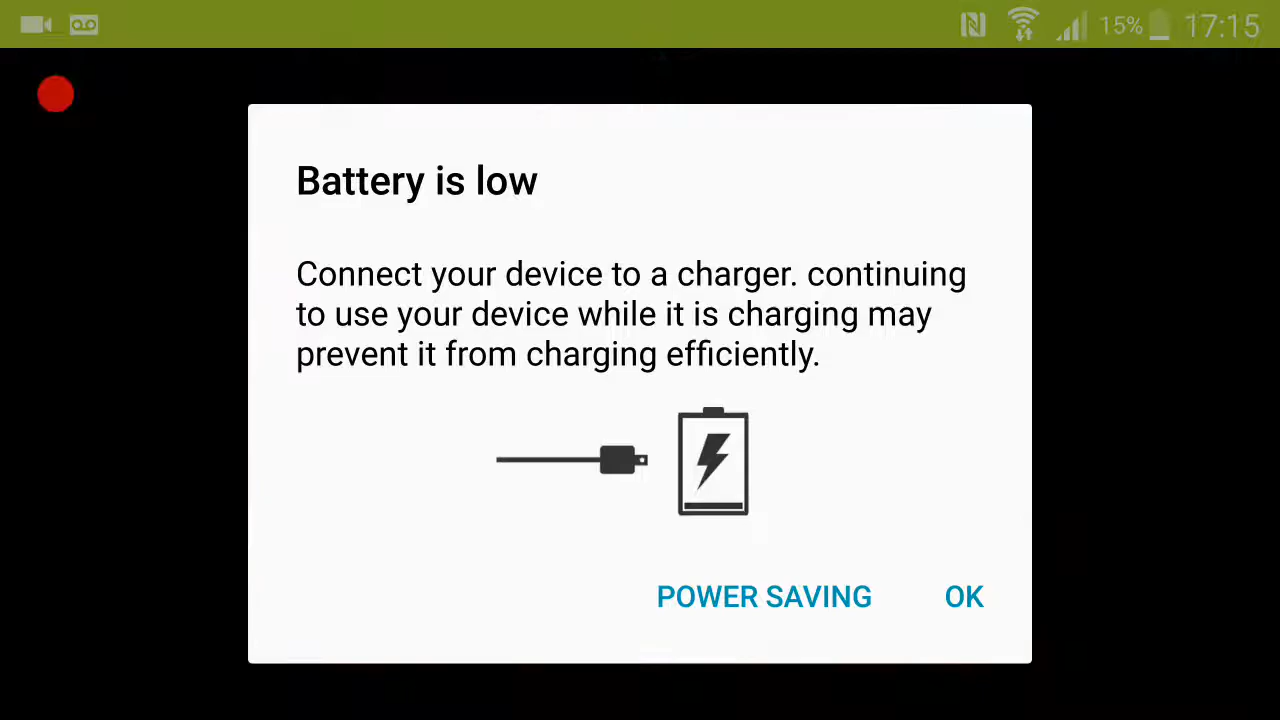 15% 17:15
Battery is low
Connect your device to a charger. continuing
to use your device while it is charging may
prevent it from charging efficiently.
POWER SAVING OK